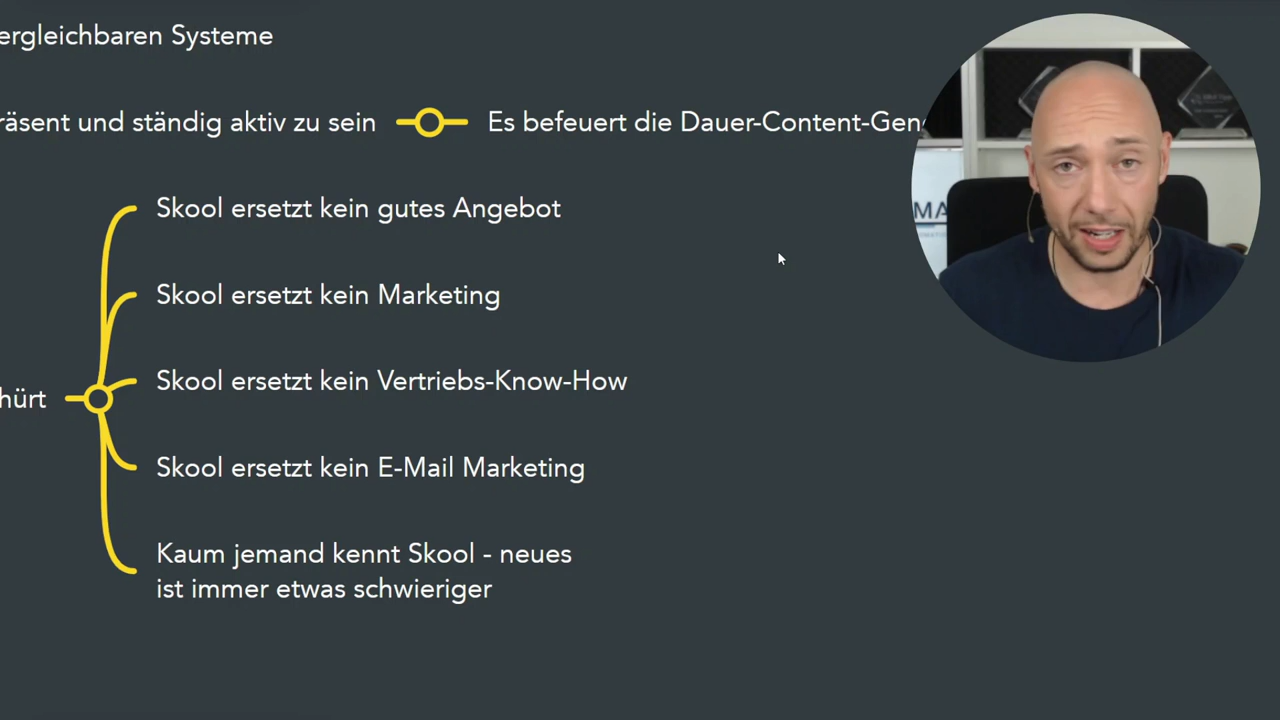 ergleichbaren Systeme
räsent und ständig aktiv zu sein
Es befeuert die Dauer-Content-Gen
Skool ersetzt kein gutes Angebot
Skool ersetzt kein Marketing
Skool ersetzt kein Vertriebs-Know-How
hürt
Skool ersetzt kein E-Mail Marketing
Kaum jemand kennt Skool - neues
ist immer etwas schwieriger
MA